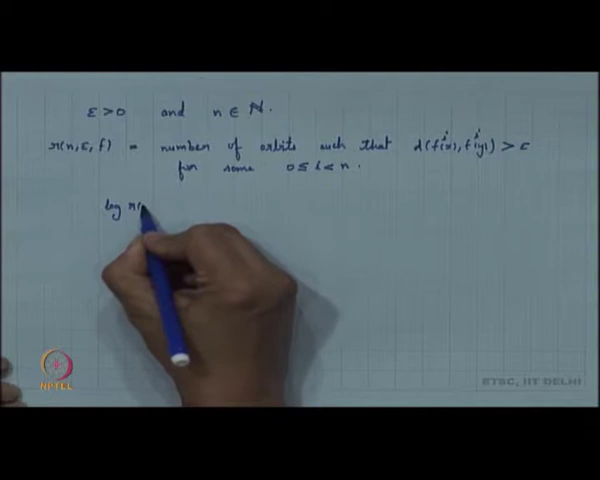 ε > 0 and n ∈ ℕ.
r(n, ε, f) = number of orbits such that d(fⁱ(x), fⁱ(y)) > ε
for some 0 ≤ i < n.
log r(
NPTEL
ETSC, IIT DELHI